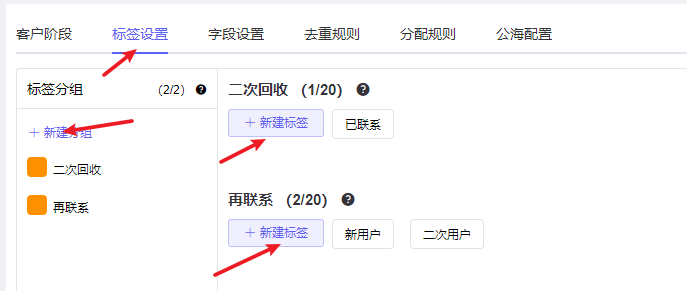 客户阶段 标签设置 字段设置 去重规则 分配规则 公海配置
标签分组 (2/2) ?
+ 新建分组
二次回收
再联系
二次回收 (1/20) ?
+ 新建标签 已联系
再联系 (2/20) ?
+ 新建标签 新用户 二次用户